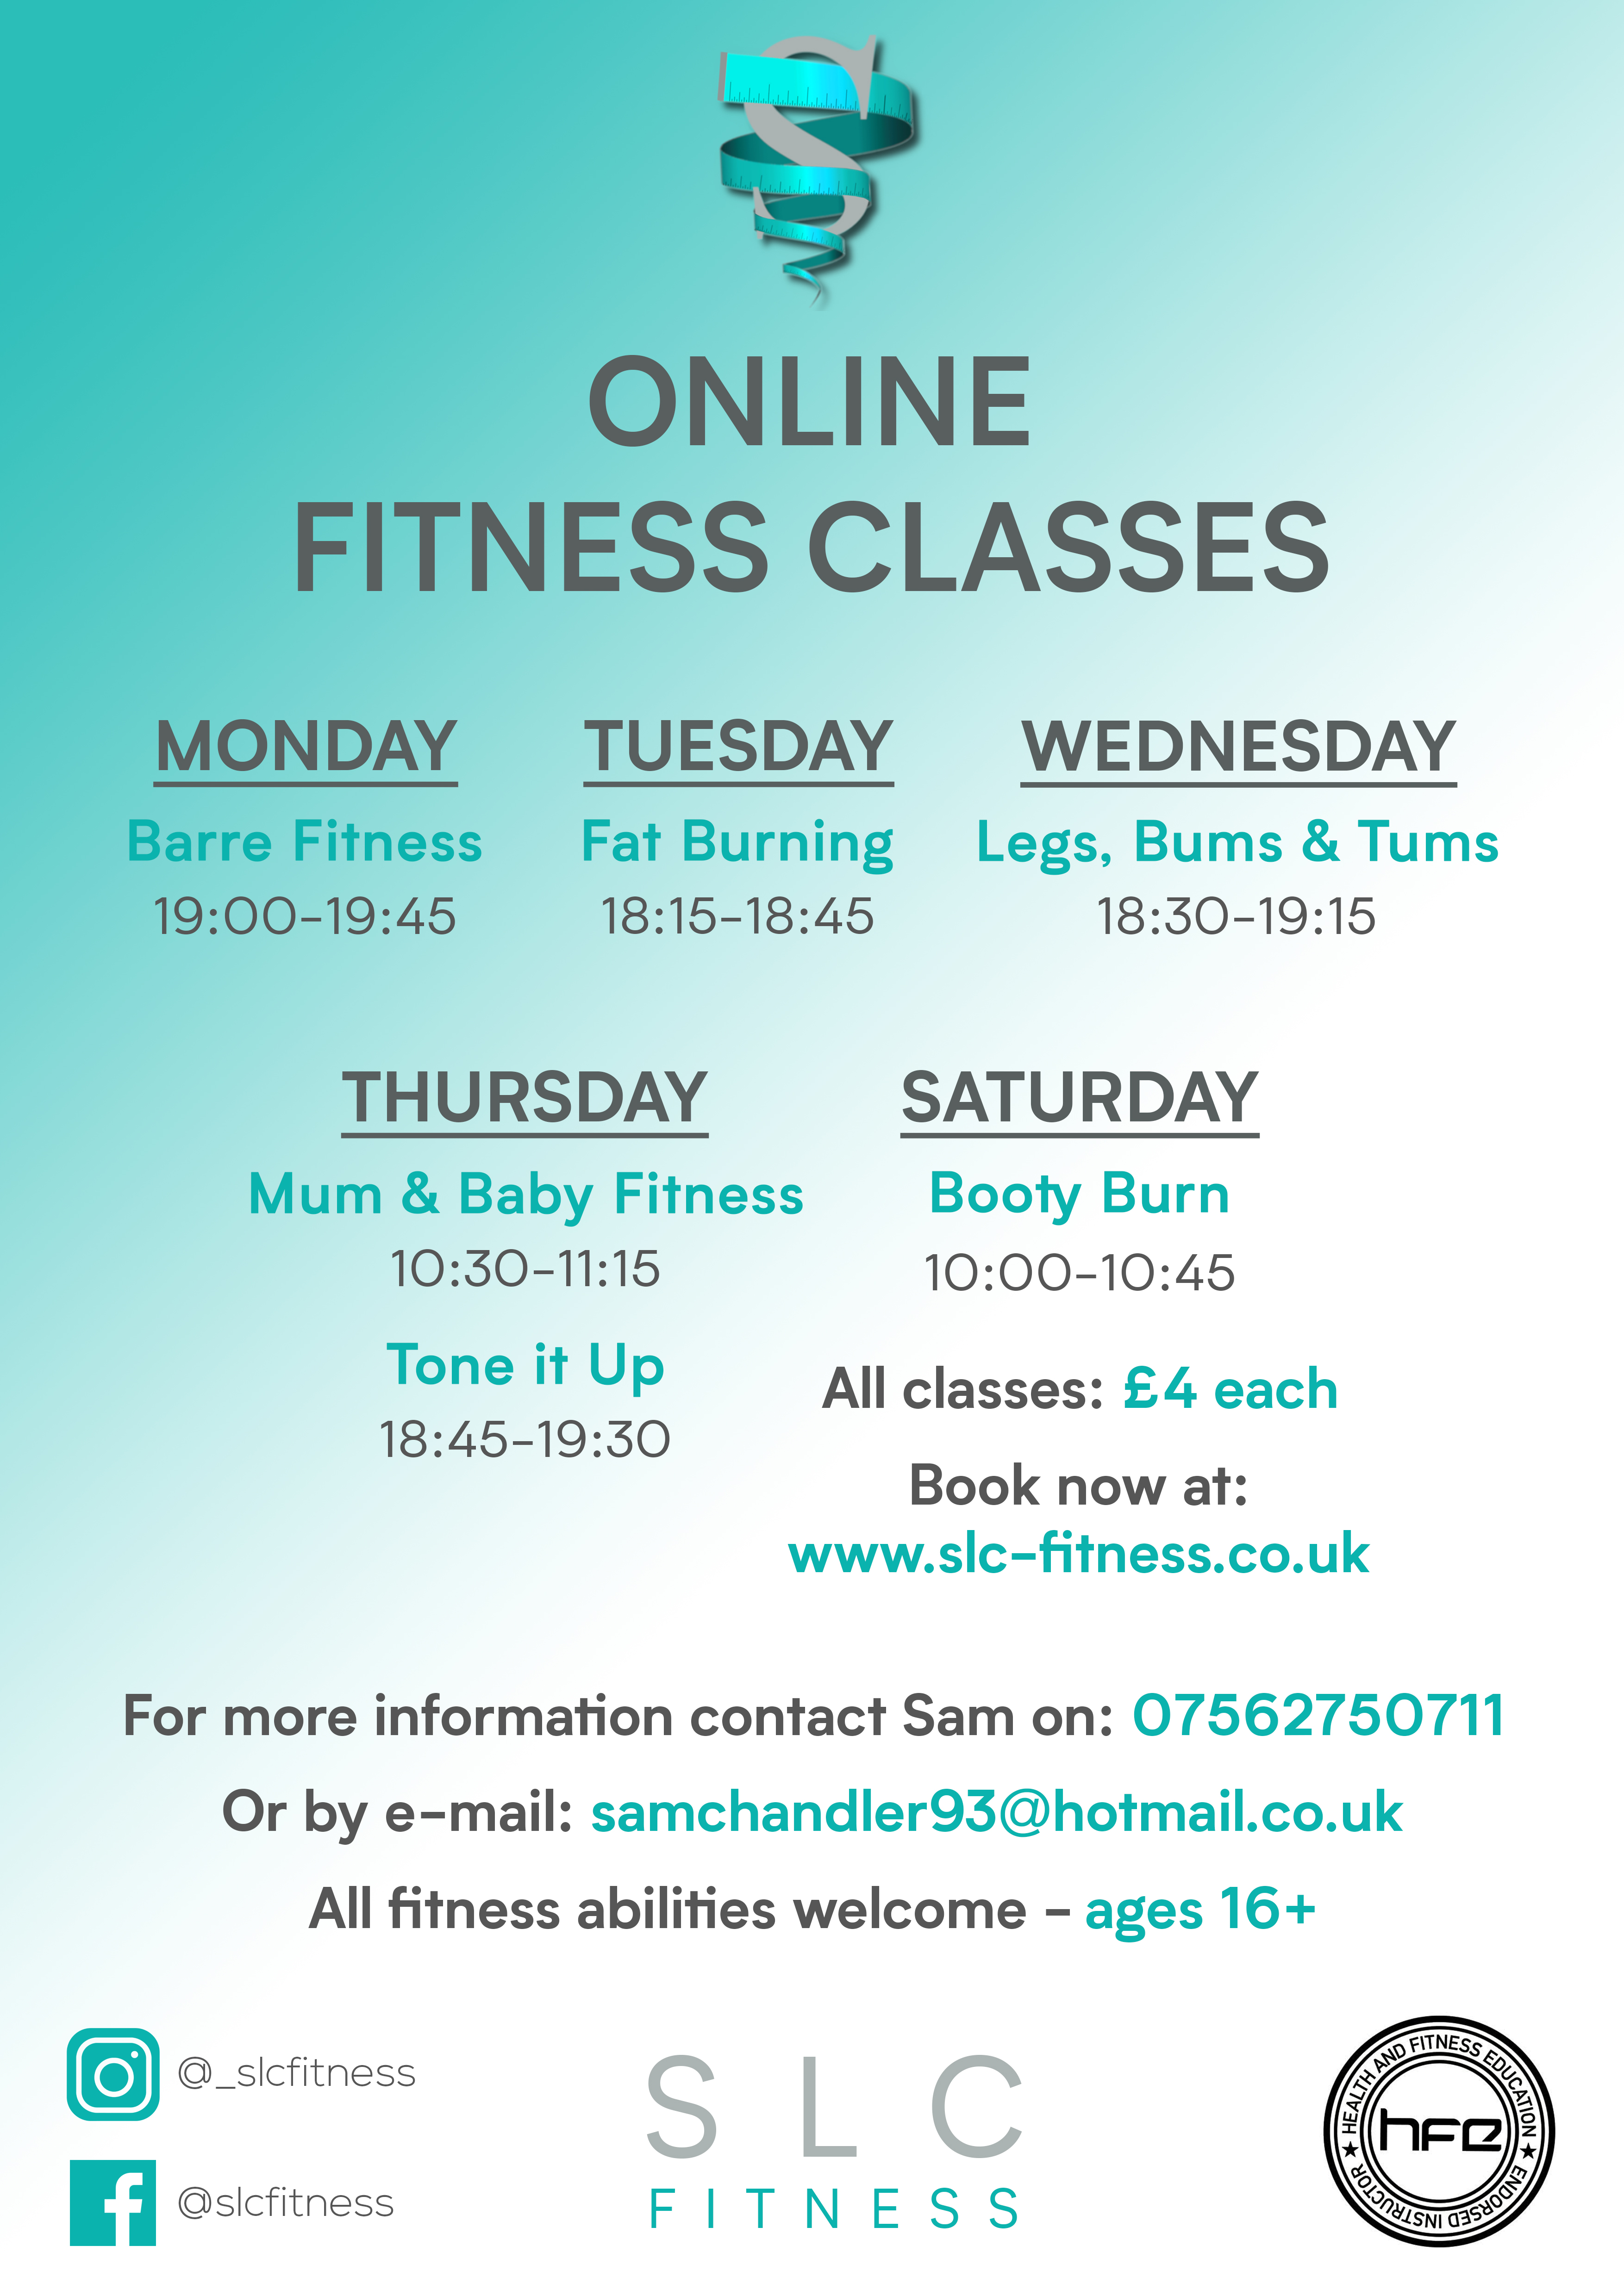 ONLINE
FITNESS CLASSES
MONDAY
Barre Fitness
19:00-19:45
TUESDAY
Fat Burning
18:15-18:45
WEDNESDAY
Legs, Bums & Tums
18:30-19:15
THURSDAY
Mum & Baby Fitness
10:30-11:15
Tone it Up
18:45-19:30
SATURDAY
Booty Burn
10:00-10:45
All classes: £4 each
Book now at:
www.slc-fitness.co.uk
For more information contact Sam on: 07562750711
Or by e-mail: samchandler93@hotmail.co.uk
All fitness abilities welcome - ages 16+
@_slcfitness
@slcfitness
SLC
FITNESS
HEALTH AND FITNESS EDUCATION
hfe
ENDORSED INSTRUCTOR